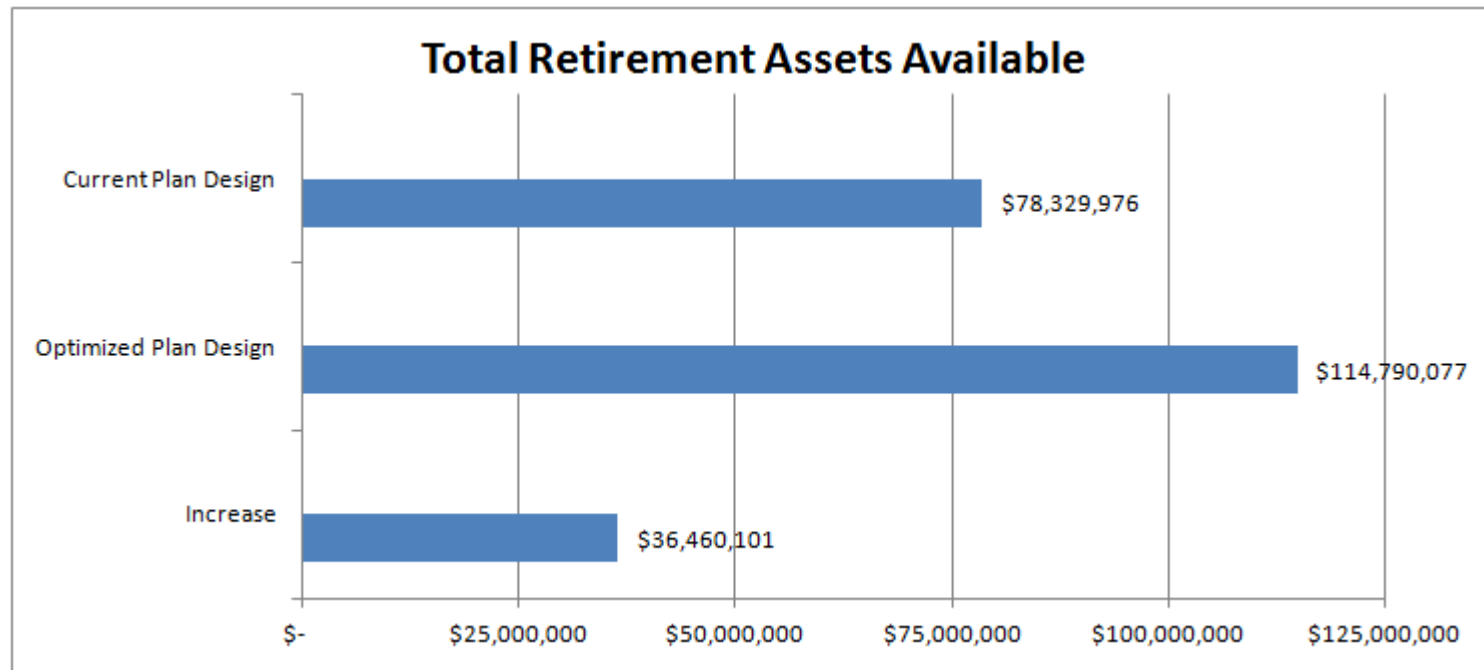 Total Retirement Assets Available
Current Plan Design
$78,329,976
Optimized Plan Design
$114,790,077
Increase
$36,460,101
$- $25,000,000 $50,000,000 $75,000,000 $100,000,000 $125,000,000